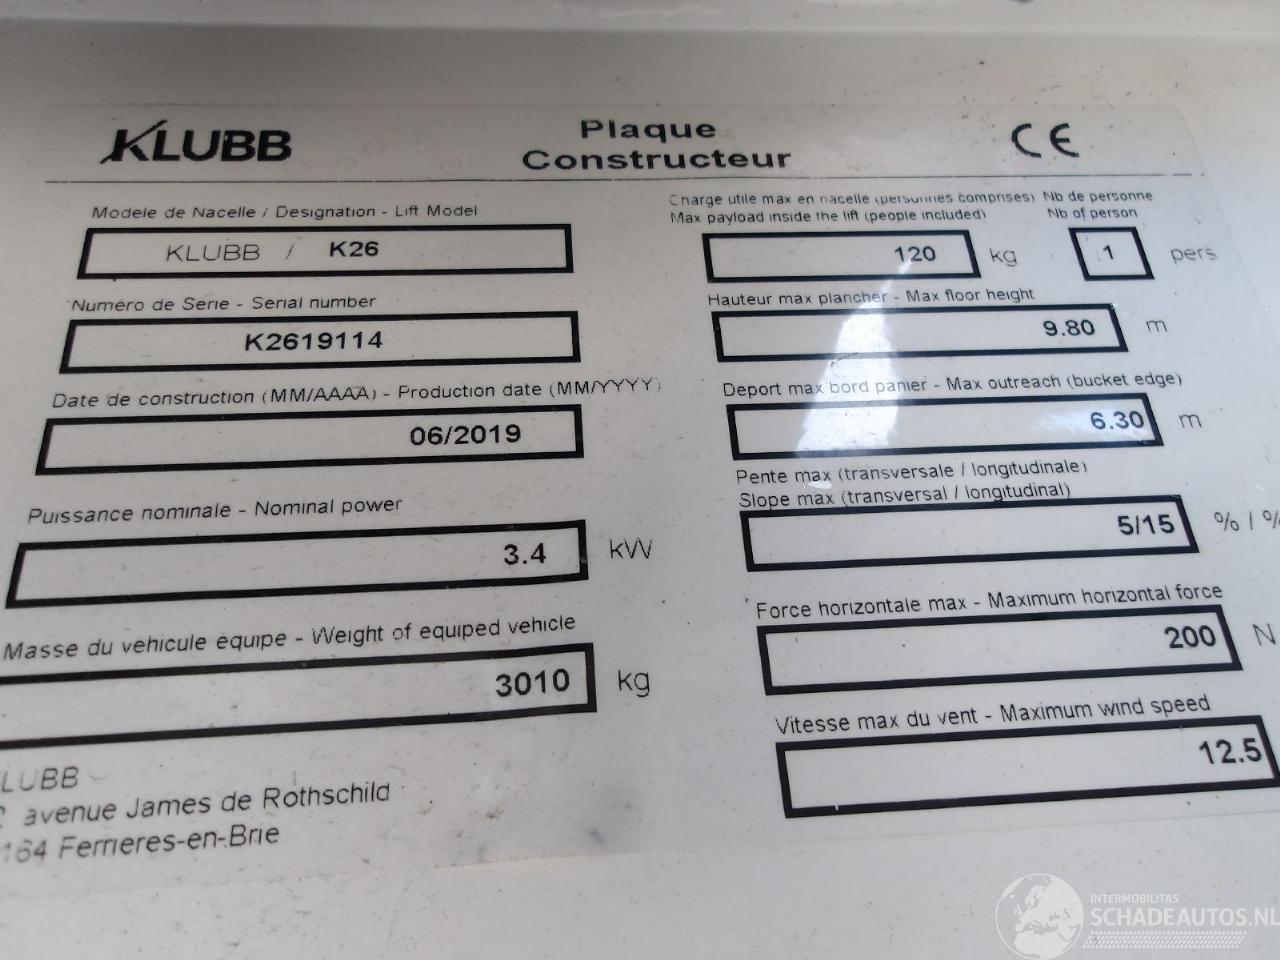 KLUBB
Plaque
Constructeur
CE
Modele de Nacelle / Designation - Lift Model
KLUBB / K26
Numero de Serie - Serial number
K2619114
Date de construction (MM/AAAA) - Production date (MM/YYYY)
06/2019
Puissance nominale - Nominal power
3.4 kW
Masse du vehicule equipe - Weight of equiped vehicle
3010 kg
LUBB
avenue James de Rothschild
164 Ferrieres-en-Brie
Charge utile max en nacelle (personnes comprises) Nb de personne
Max payload inside the lift (people included) Nb of person
120 kg 1 pers
Hauteur max plancher - Max floor height
9.80 m
Deport max bord panier - Max outreach (bucket edge)
6.30 m
Pente max (transversale / longitudinale)
Slope max (transversal / longitudinal)
5/15 % / %
Force horizontale max - Maximum horizontal force
200 N
Vitesse max du vent - Maximum wind speed
12.5
INTERMOBILITAS
SCHADEAUTOS.NL